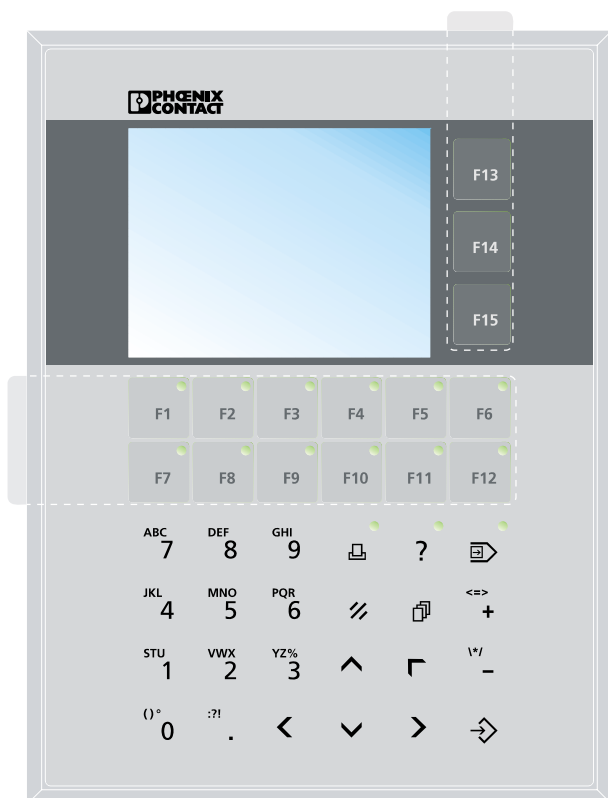 PHŒNIX
CONTACT
F13
F14
F15
F1 F2 F3 F4 F5 F6
F7 F8 F9 F10 F11 F12
ABC DEF GHI
7 8 9 ?
JKL MNO PQR <=>
4 5 6 +
STU VWX YZ% \*/
1 2 3 –
()° :?!
0 .